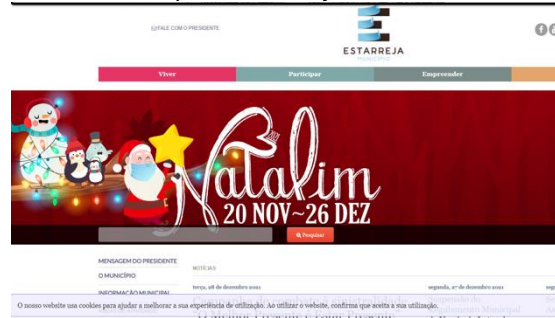 FALE COM O PRESIDENTE
ESTARREJA
MUNICÍPIO
Viver
Participar
Empreender
Natalim
20 NOV~26 DEZ
Pesquisar
MENSAGEM DO PRESIDENTE
NOTÍCIAS
O MUNICÍPIO
terça, 28 de dezembro 2021
segunda, 27 de dezembro 2021
INFORMAÇÃO MUNICIPAL
O nosso website usa cookies para ajudar a melhorar a sua experiência de utilização. Ao utilizar o website, confirma que aceita a sua utilização.